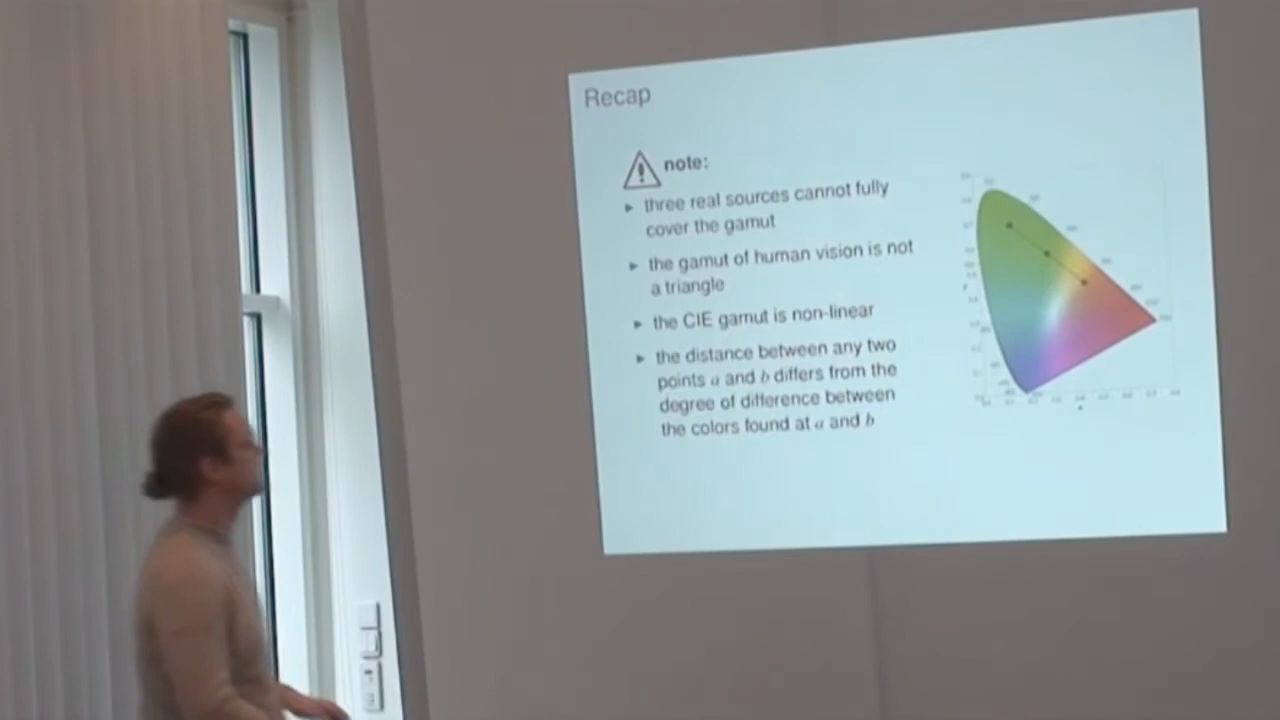 Recap
note:
three real sources cannot fully
cover the gamut
the gamut of human vision is not
a triangle
the CIE gamut is non-linear
the distance between any two
points a and b differs from the
degree of difference between
the colors found at a and b